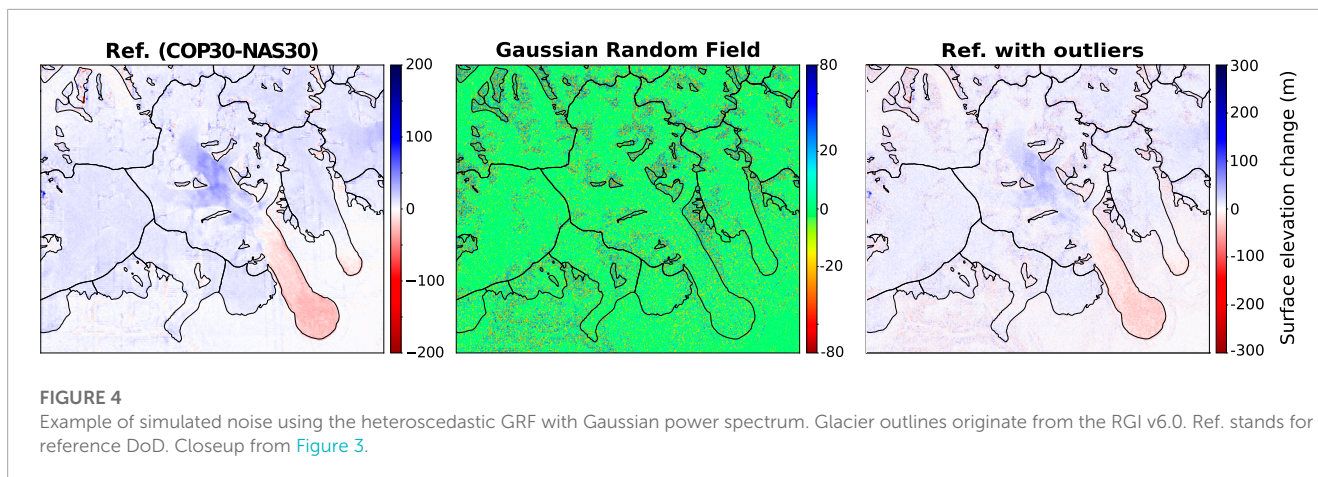 Ref. (COP30-NAS30)
200
100
0
−100
−200
Gaussian Random Field
80
20
0
-20
-80
Ref. with outliers
300
200
100
0
-100
-200
-300
Surface elevation change (m)
FIGURE 4
Example of simulated noise using the heteroscedastic GRF with Gaussian power spectrum. Glacier outlines originate from the RGI v6.0. Ref. stands for
reference DoD. Closeup from Figure 3.